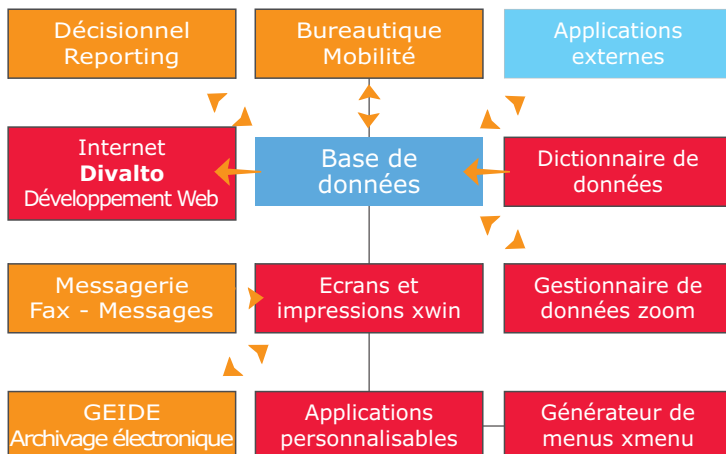 Décisionnel
Reporting
Bureautique
Mobilité
Applications
externes
Internet
Divalto
Développement Web
Base de
données
Dictionnaire de
données
Messagerie
Fax - Messages
Ecrans et
impressions xwin
Gestionnaire de
données zoom
GEIDE
Archivage électronique
Applications
personnalisables
Générateur de
menus xmenu